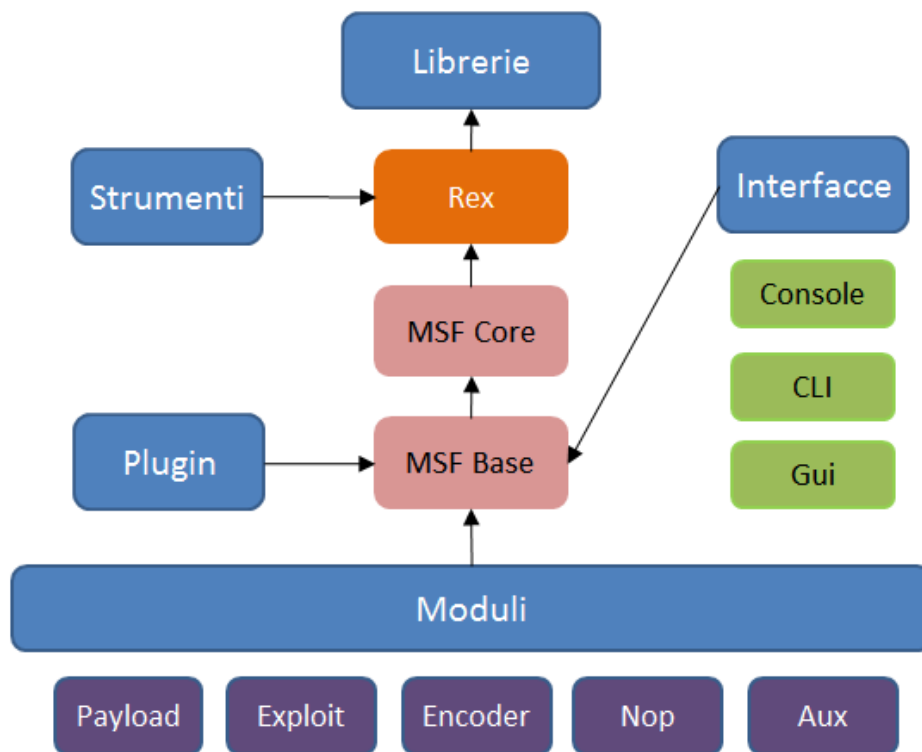 Librerie
Strumenti
Rex
Interfacce
Console
MSF Core
CLI
Plugin
MSF Base
Gui
Moduli
Payload
Exploit
Encoder
Nop
Aux